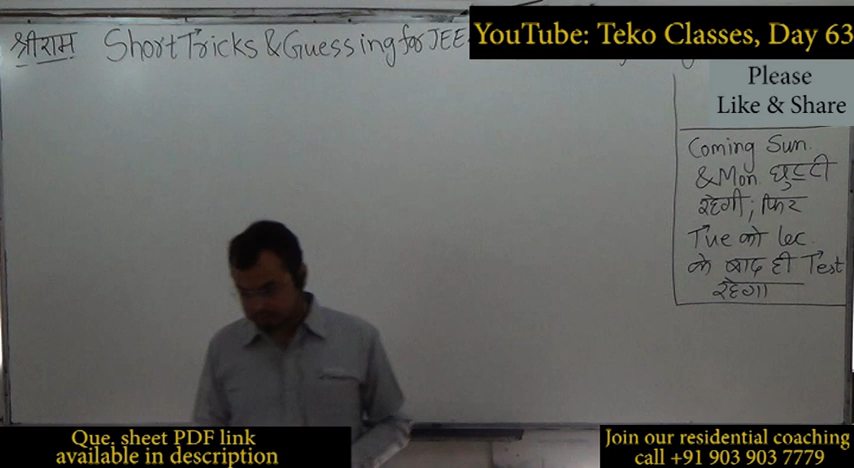 श्रीराम Short Tricks & Guessing for JEE
YouTube: Teko Classes, Day 63
Please
Like & Share
Coming Sun.
& Mon. छुट्टी
रहेगी; फिर
Tue को lec.
के बाद ही Test
रहेगा
Que. sheet PDF link
available in description
Join our residential coaching
call +91 903 903 7779